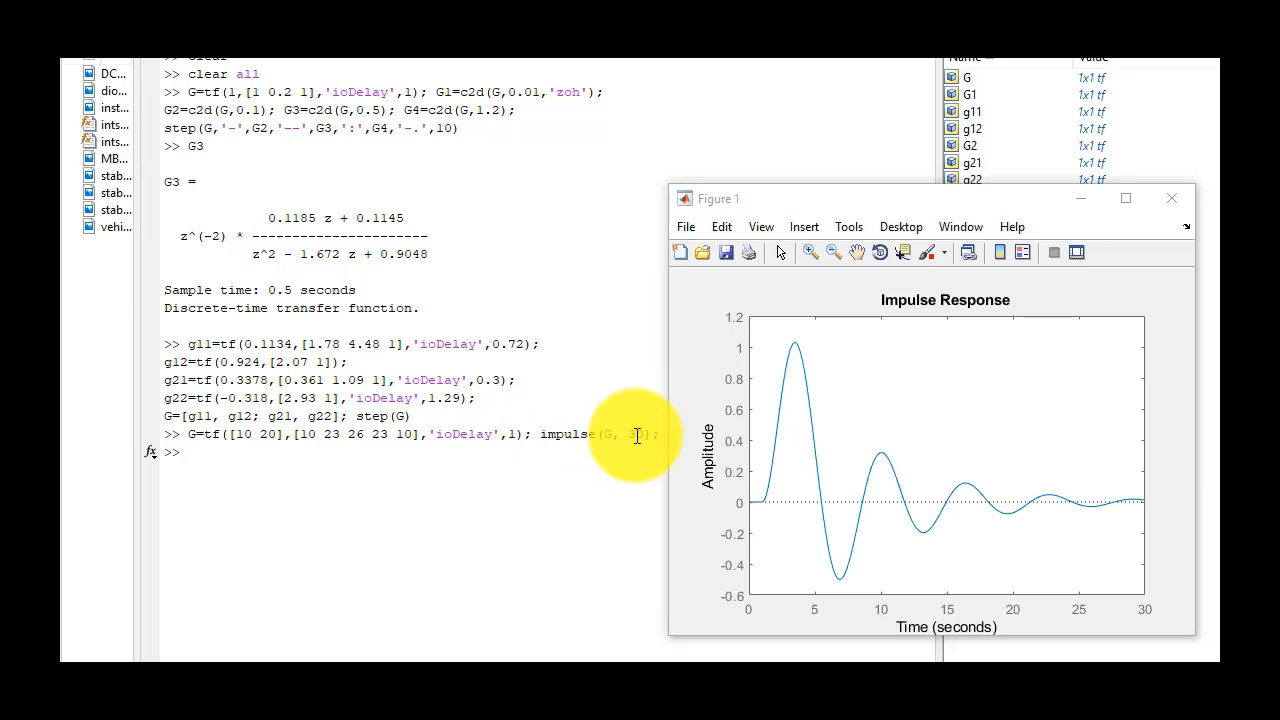 clear
DC...
dio...
inst...
ints...
ints...
MB...
stab...
stab...
stab...
vehi...
>> clear all
>> G=tf(1,[1 0.2 1],'ioDelay',1); G1=c2d(G,0.01,'zoh');
G2=c2d(G,0.1); G3=c2d(G,0.5); G4=c2d(G,1.2);
step(G,'-',G2,'--',G3,':',G4,'-.',10)
>> G3
G3 =
0.1185 z + 0.1145
z^(-2) * ----------------------
z^2 - 1.672 z + 0.9048
Sample time: 0.5 seconds
Discrete-time transfer function.
>> g11=tf(0.1134,[1.78 4.48 1],'ioDelay',0.72);
g12=tf(0.924,[2.07 1]);
g21=tf(0.3378,[0.361 1.09 1],'ioDelay',0.3);
g22=tf(-0.318,[2.93 1],'ioDelay',1.29);
G=[g11, g12; g21, g22]; step(G)
>> G=tf([10 20],[10 23 26 23 10],'ioDelay',1); impulse(G, 30);
fx >>
Name Value
G 1x1 tf
G1 1x1 tf
g11 1x1 tf
g12 1x1 tf
G2 1x1 tf
g21 1x1 tf
g22 1x1 tf
Figure 1
File Edit View Insert Tools Desktop Window Help
Impulse Response
1.2
1
0.8
0.6
0.4
0.2
0
-0.2
-0.4
-0.6
Amplitude
0 5 10 15 20 25 30
Time (seconds)